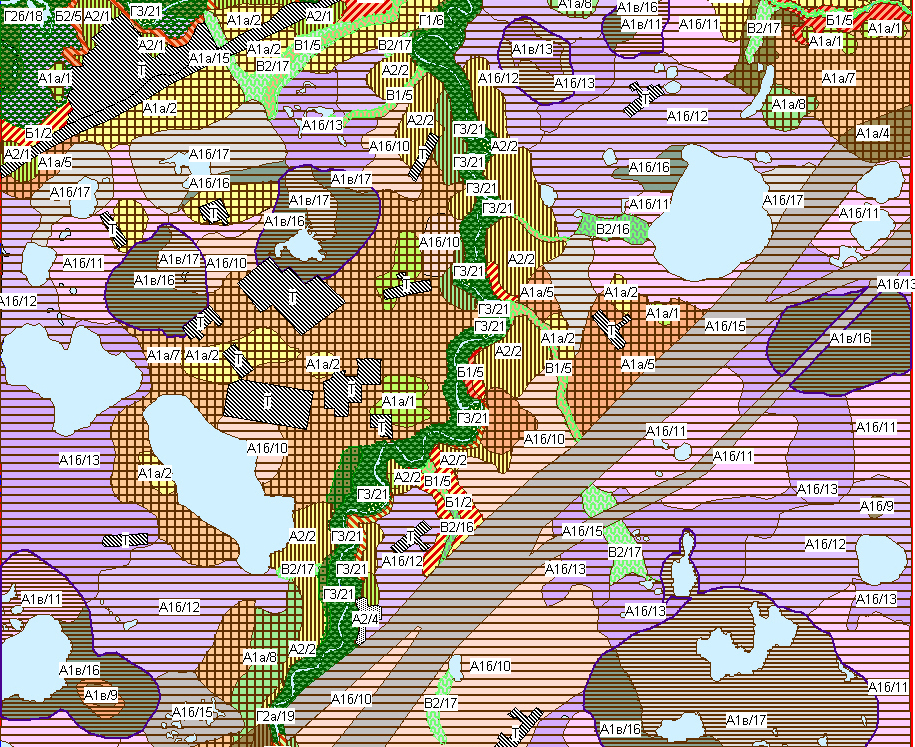 Г2б/18
Б2/5
А2/1
Г3/21
А1а/2
А2/1
Г1/6
А1а/8
А1в/16
А1в/11
А16/11
В2/17
Б1/5
А1а/1
А1а/1
А2/1
А1а/15
А1а/2
В1/5
В2/17
В2/17
А1в/13
А1а/1
Т
А2/2
А16/12
А16/13
А1а/7
А1а/2
В1/5
Т
А1а/8
А16/12
Б1/2
А16/13
А2/2
Г3/21
А1а/4
А2/1
А1а/5
А16/17
А16/10
А2/2
Г3/21
А16/16
А16/17
А16/16
А1в/17
Т
Г3/21
А1в/17
А16/11
А16/17
Т
Г3/21
А16/11
А1в/16
В2/16
Т
А16/10
А1в/17
А16/11
А16/10
А2/2
Г3/21
А1в/16
А16/13
А16/12
Т
Т
А1а/5
А1а/2
Г3/21
А1а/1
Т
Г3/21
А16/15
Т
А1в/16
А1а/2
А1а/7
А1а/2
Т
А1а/2
А2/2
В1/5
А1а/5
Б1/5
Т
Т
А1а/1
Г3/21
Т
А16/11
А16/11
А16/10
А16/10
А16/13
А2/2
А16/11
А1а/2
А2/2
В1/5
А16/13
Г3/21
Б1/2
А16/9
В2/16
А16/15
Т
А2/2
Г3/21
Т
А16/12
В2/17
А16/12
В2/17
Г3/21
А16/13
Г3/21
А1в/11
А16/12
А16/13
А16/13
А2/4
А2/2
А1а/8
А1в/16
А16/10
А16/11
А1в/9
А16/10
В2/17
А16/15
Г2а/19
А1в/17
А1в/16
Т